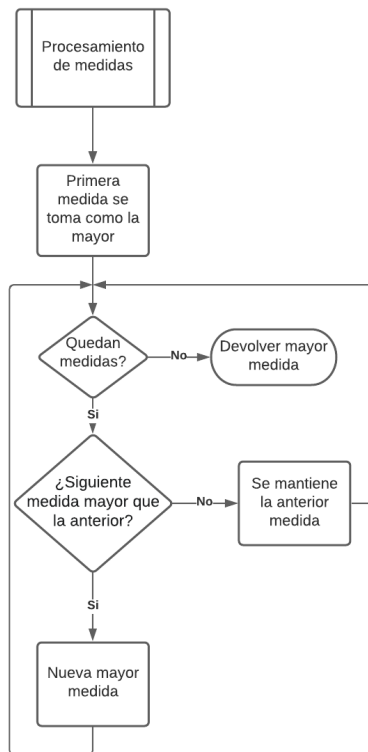 Procesamiento
de medidas
Primera
medida se
toma como la
mayor
Quedan
medidas?
No
Devolver mayor
medida
Si
¿Siguiente
medida mayor que
la anterior?
No
Se mantiene
la anterior
medida
Si
Nueva mayor
medida